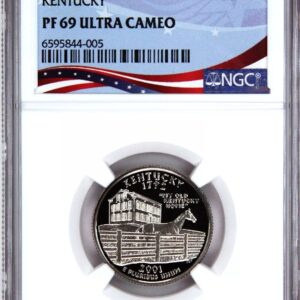 KENTUCKY
PF 69 ULTRA CAMEO
6595844-005
NGC
KENTUCKY
1792
"MY OLD
KENTUCKY
HOME"
2001
E PLURIBUS UNUM